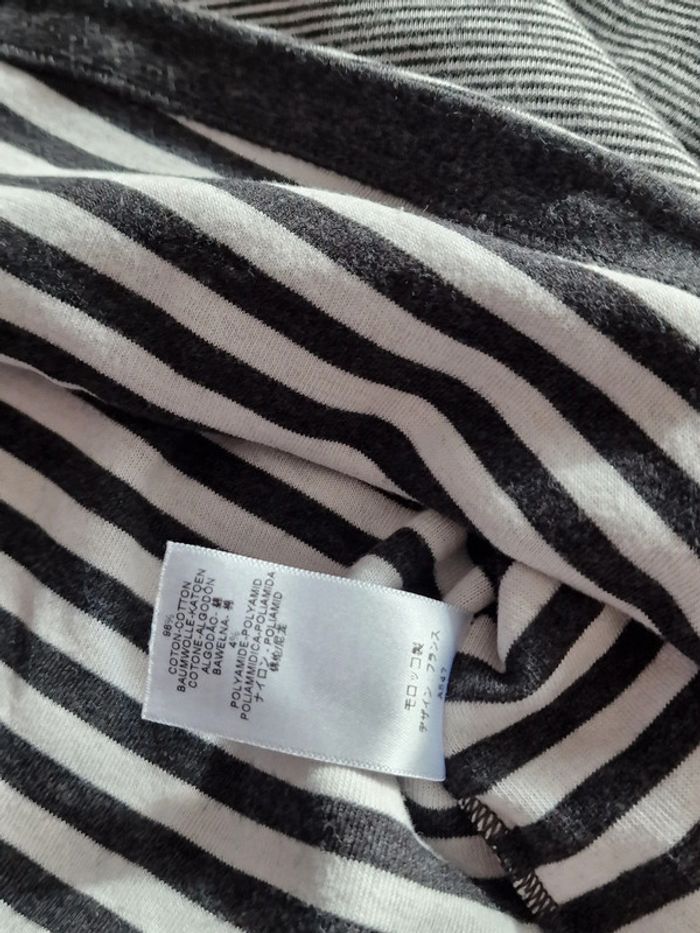 COTON-COTTON
BAUMWOLLE-KATOEN
COTONE-ALGODÓN
ALGODÃO- 綿
BAWEŁNA- 棉
4%
POLYAMIDE-POLYAMID
POLIAMMIDICA-POLIAMIDA
ナイロン - POLIAMID
锦纶/尼龙
モロッコ製
デザイン フランス